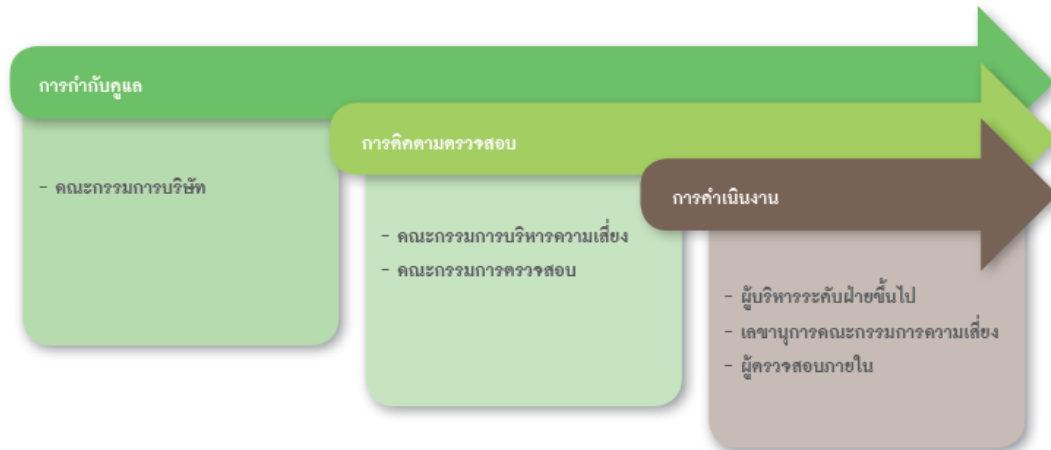 การกำกับดูแล
- คณะกรรมการบริษัท
การติดตามตรวจสอบ
- คณะกรรมการบริหารความเสี่ยง
- คณะกรรมการตรวจสอบ
การดำเนินงาน
- ผู้บริหารระดับฝ่ายขึ้นไป
- เลขานุการคณะกรรมการความเสี่ยง
- ผู้ตรวจสอบภายใน